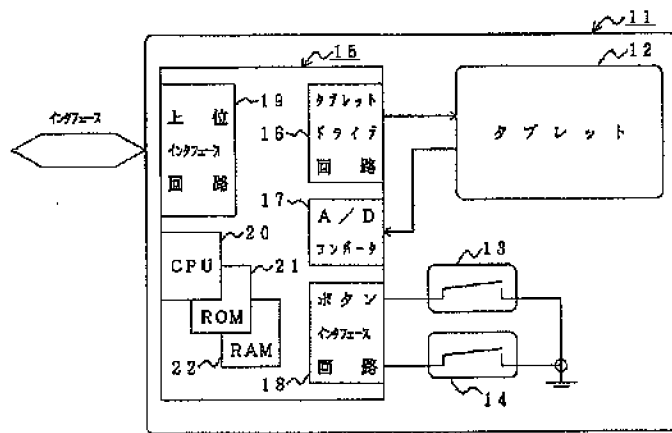 11
15
12
インタフェース
上位
インタフェース
回路
19
タブレット
ドライブ
回路
16
タブレット
17
A/D
コンバータ
20
CPU
21
ROM
RAM
22
ボタン
インタフェース
回路
18
13
14